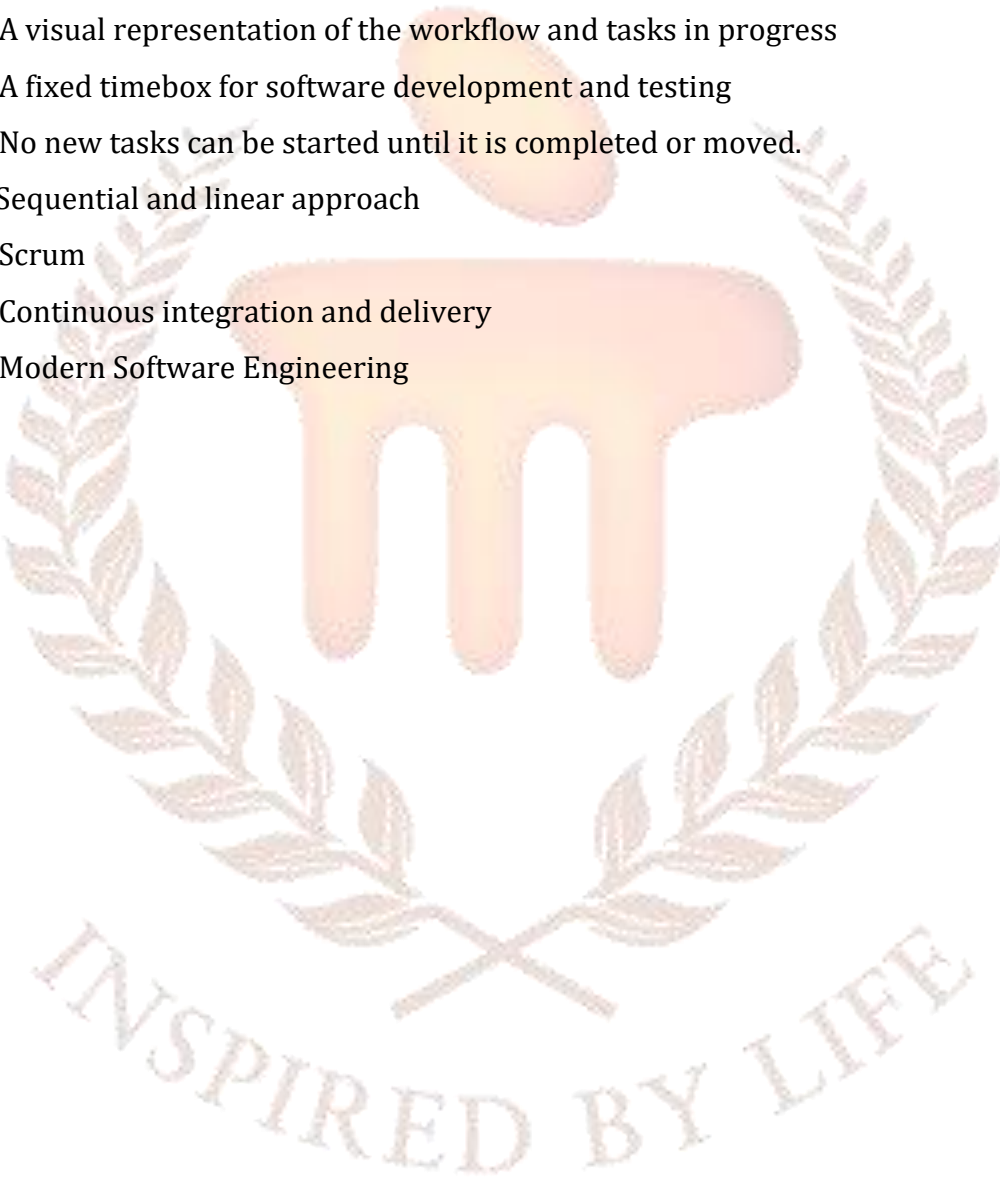 A visual representation of the workflow and tasks in progress
A fixed timebox for software development and testing
No new tasks can be started until it is completed or moved.
Sequential and linear approach
Scrum
Continuous integration and delivery
Modern Software Engineering
INSPIRED BY LIFE